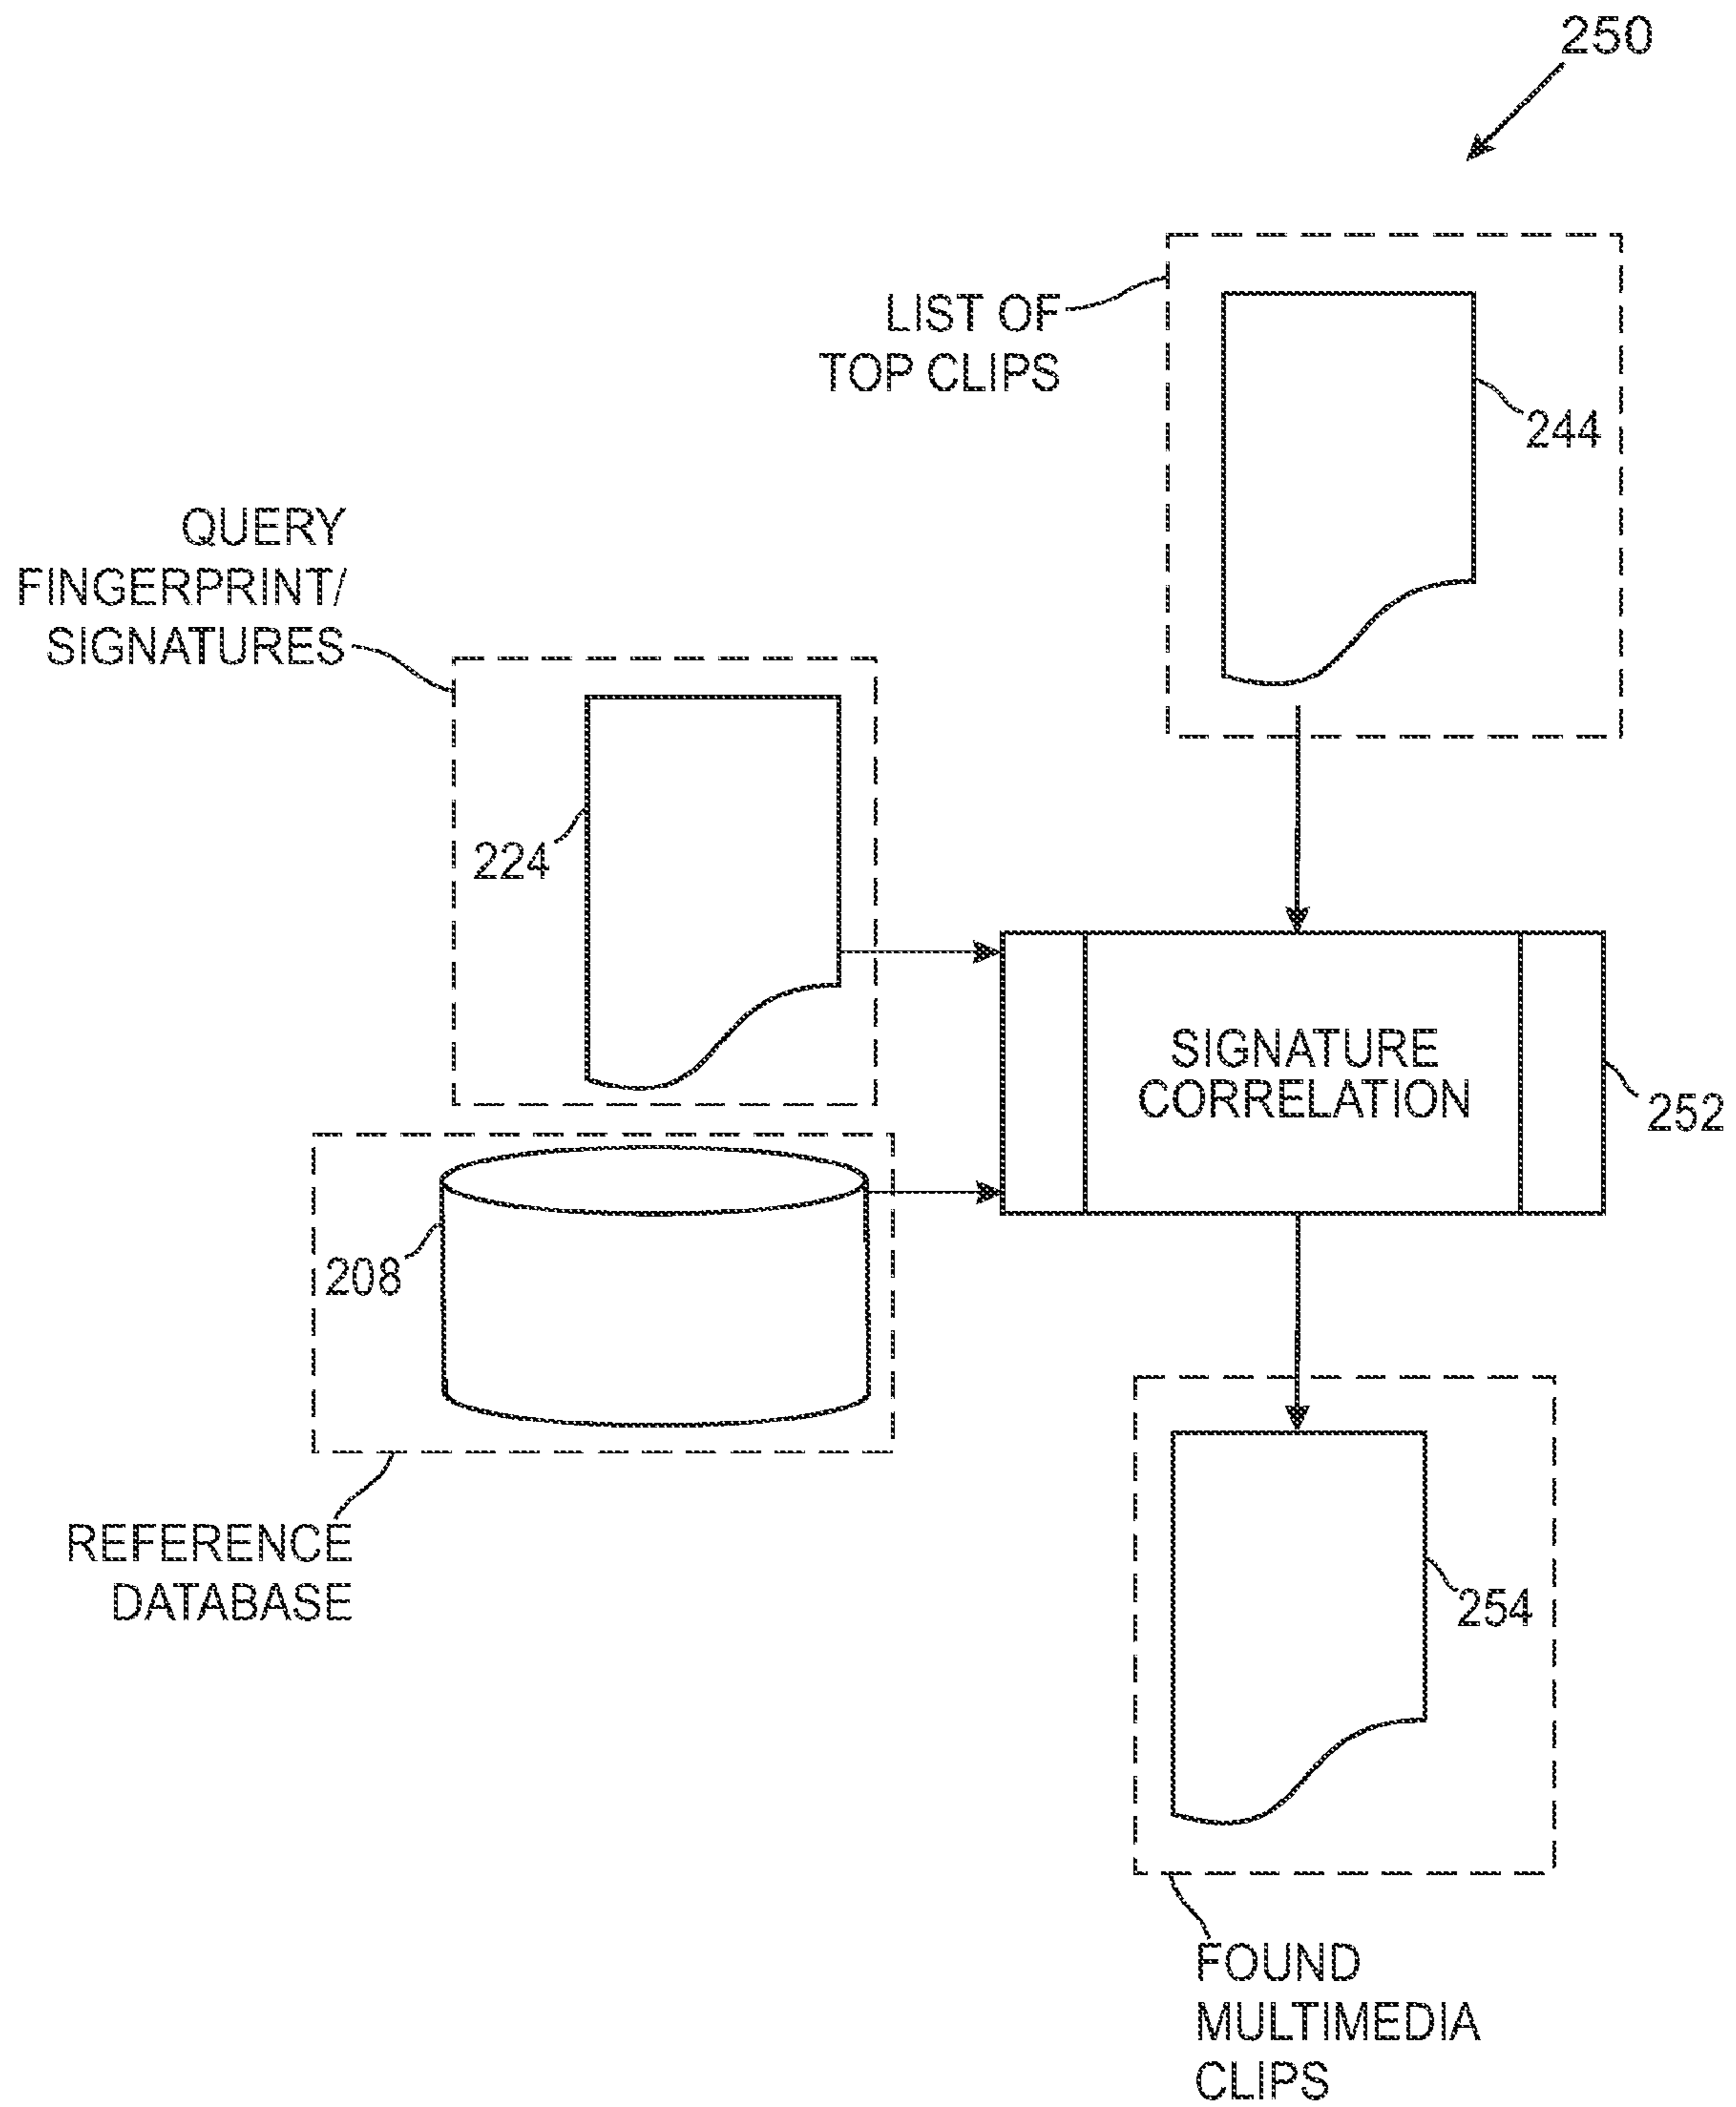 250
LIST OF
TOP CLIPS
244
QUERY
FINGERPRINT/
SIGNATURES
224
SIGNATURE
CORRELATION
252
208
REFERENCE
DATABASE
254
FOUND
MULTIMEDIA
CLIPS